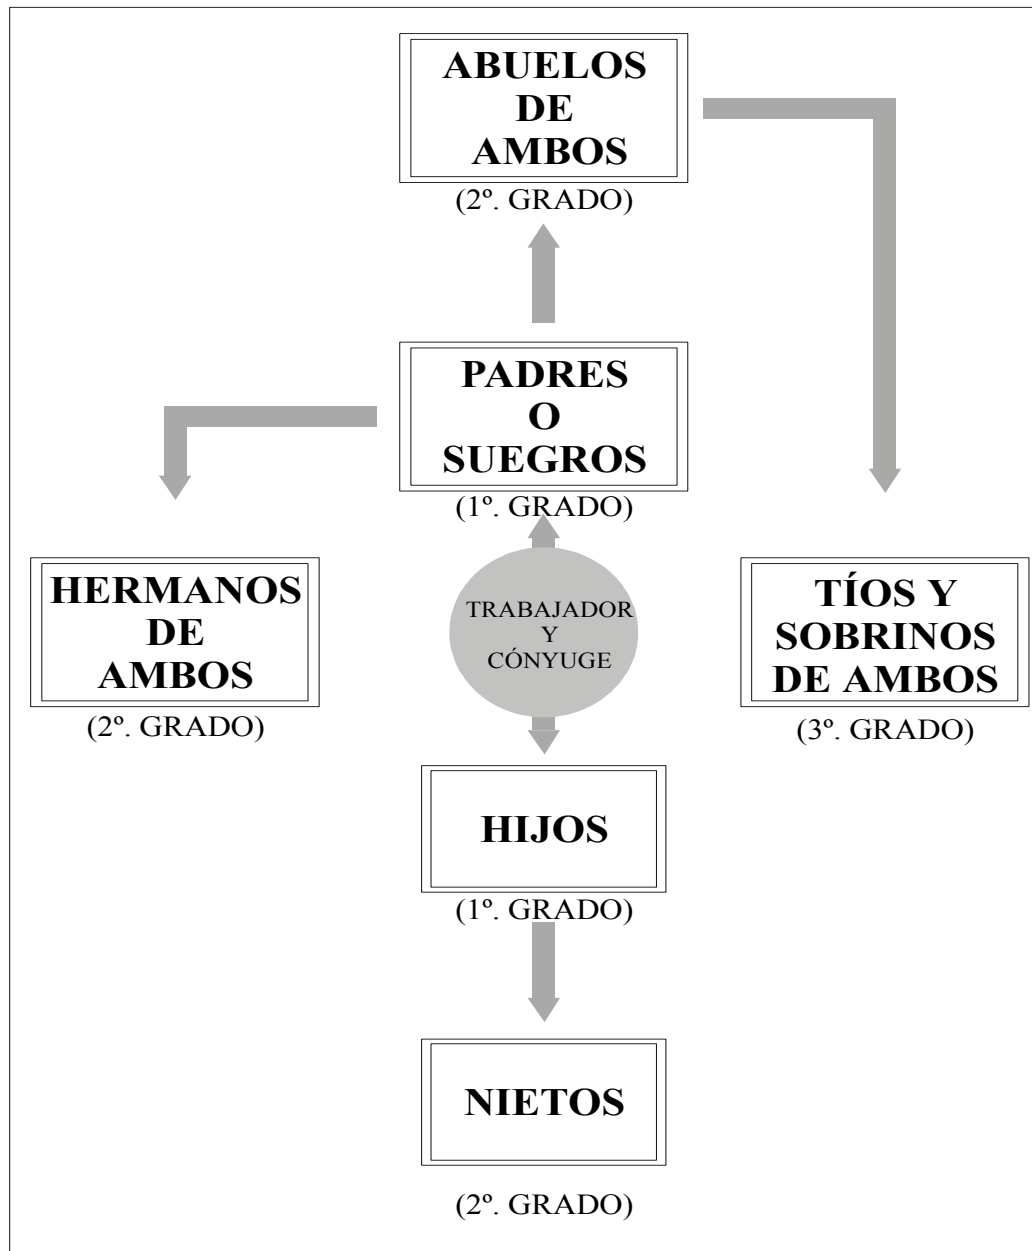 ABUELOS
DE
AMBOS
(2º. GRADO)
PADRES
O
SUEGROS
(1º. GRADO)
HERMANOS
DE
AMBOS
(2º. GRADO)
TRABAJADOR
Y
CÓNYUGE
TÍOS Y
SOBRINOS
DE AMBOS
(3º. GRADO)
HIJOS
(1º. GRADO)
NIETOS
(2º. GRADO)